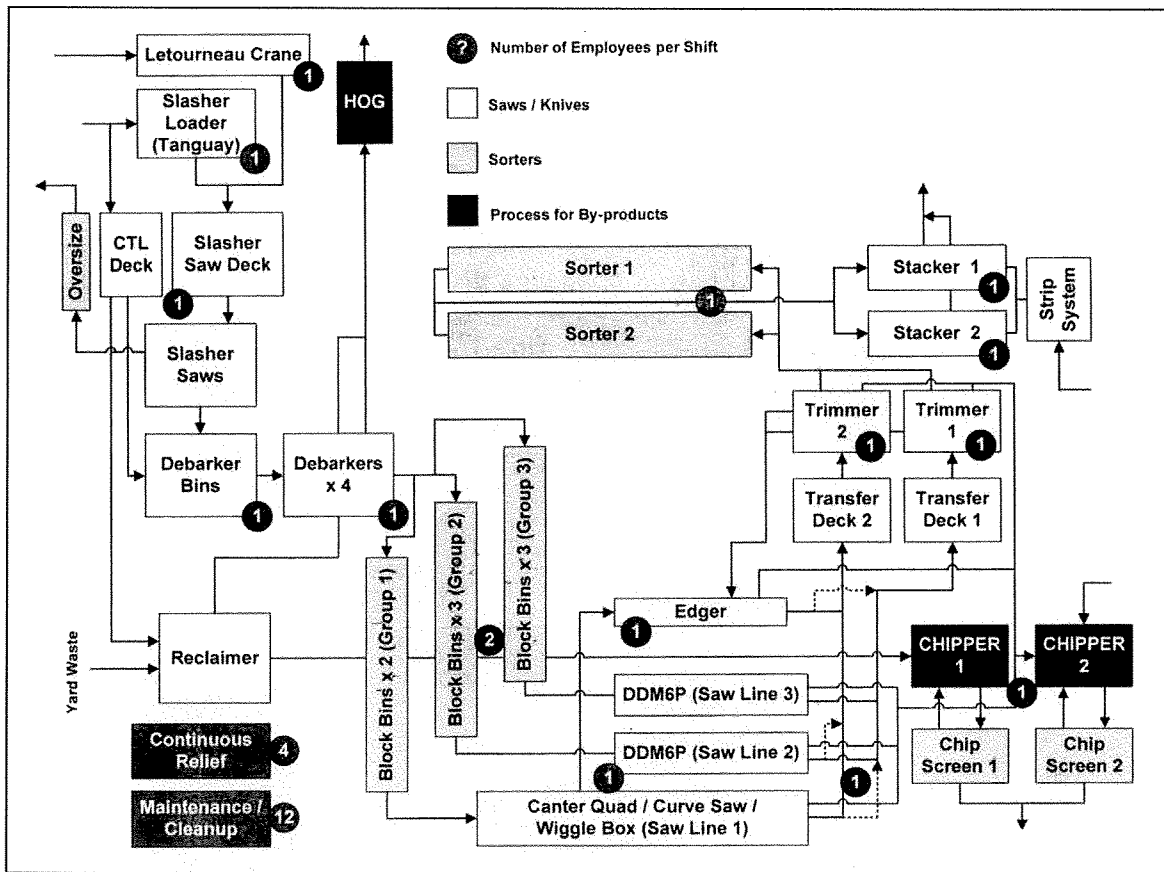 Letourneau Crane
1
Slasher
Loader
(Tanguay)
1
HOG
? Number of Employees per Shift
Saws / Knives
Sorters
Process for By-products
Oversize
CTL
Deck
Slasher
Saw Deck
1
Slasher
Saws
Debarker
Bins
1
Debarkers
x 4
1
Sorter 1
1
Sorter 2
Stacker 1
1
Stacker 2
1
Strip
System
Trimmer
2
1
Trimmer
1
1
Transfer
Deck 2
Transfer
Deck 1
Block Bins x 2 (Group 1)
Block Bins x 3 (Group 2)
2
Block Bins x 3 (Group 3)
Edger
1
Yard Waste
Reclaimer
CHIPPER
1
CHIPPER
2
1
DDM6P (Saw Line 3)
DDM6P (Saw Line 2)
1
1
Canter Quad / Curve Saw /
Wiggle Box (Saw Line 1)
Chip
Screen 1
Chip
Screen 2
Continuous
Relief
4
Maintenance /
Cleanup
12